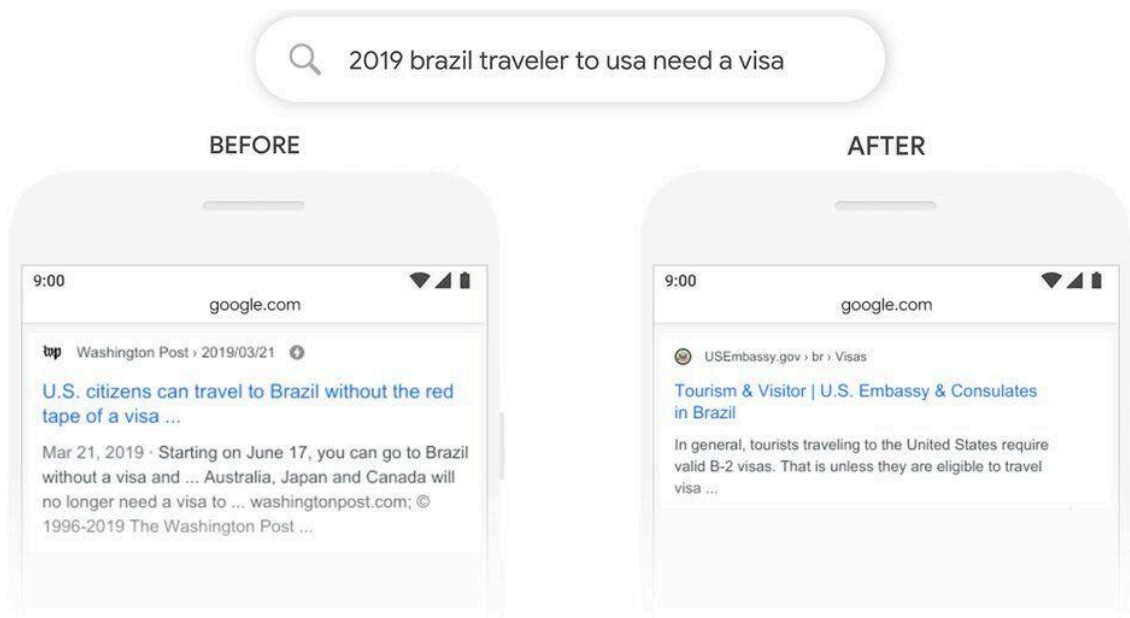 2019 brazil traveler to usa need a visa
BEFORE
9:00
google.com
wp Washington Post › 2019/03/21
U.S. citizens can travel to Brazil without the red
tape of a visa ...
Mar 21, 2019 · Starting on June 17, you can go to Brazil
without a visa and ... Australia, Japan and Canada will
no longer need a visa to ... washingtonpost.com; ©
1996-2019 The Washington Post ...
AFTER
9:00
google.com
USEmbassy.gov › br › Visas
Tourism & Visitor | U.S. Embassy & Consulates
in Brazil
In general, tourists traveling to the United States require
valid B-2 visas. That is unless they are eligible to travel
visa ...